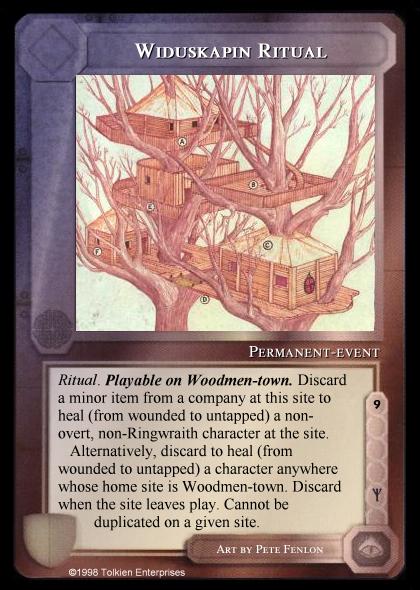 WIDUSKAPIN RITUAL
A
B
E
F
C
D
PERMANENT-EVENT
Ritual. Playable on Woodmen-town. Discard
a minor item from a company at this site to
heal (from wounded to untapped) a non-
overt, non-Ringwraith character at the site.
Alternatively, discard to heal (from
wounded to untapped) a character anywhere
whose home site is Woodmen-town. Discard
when the site leaves play. Cannot be
duplicated on a given site.
9
ART BY PETE FENLON
©1998 Tolkien Enterprises